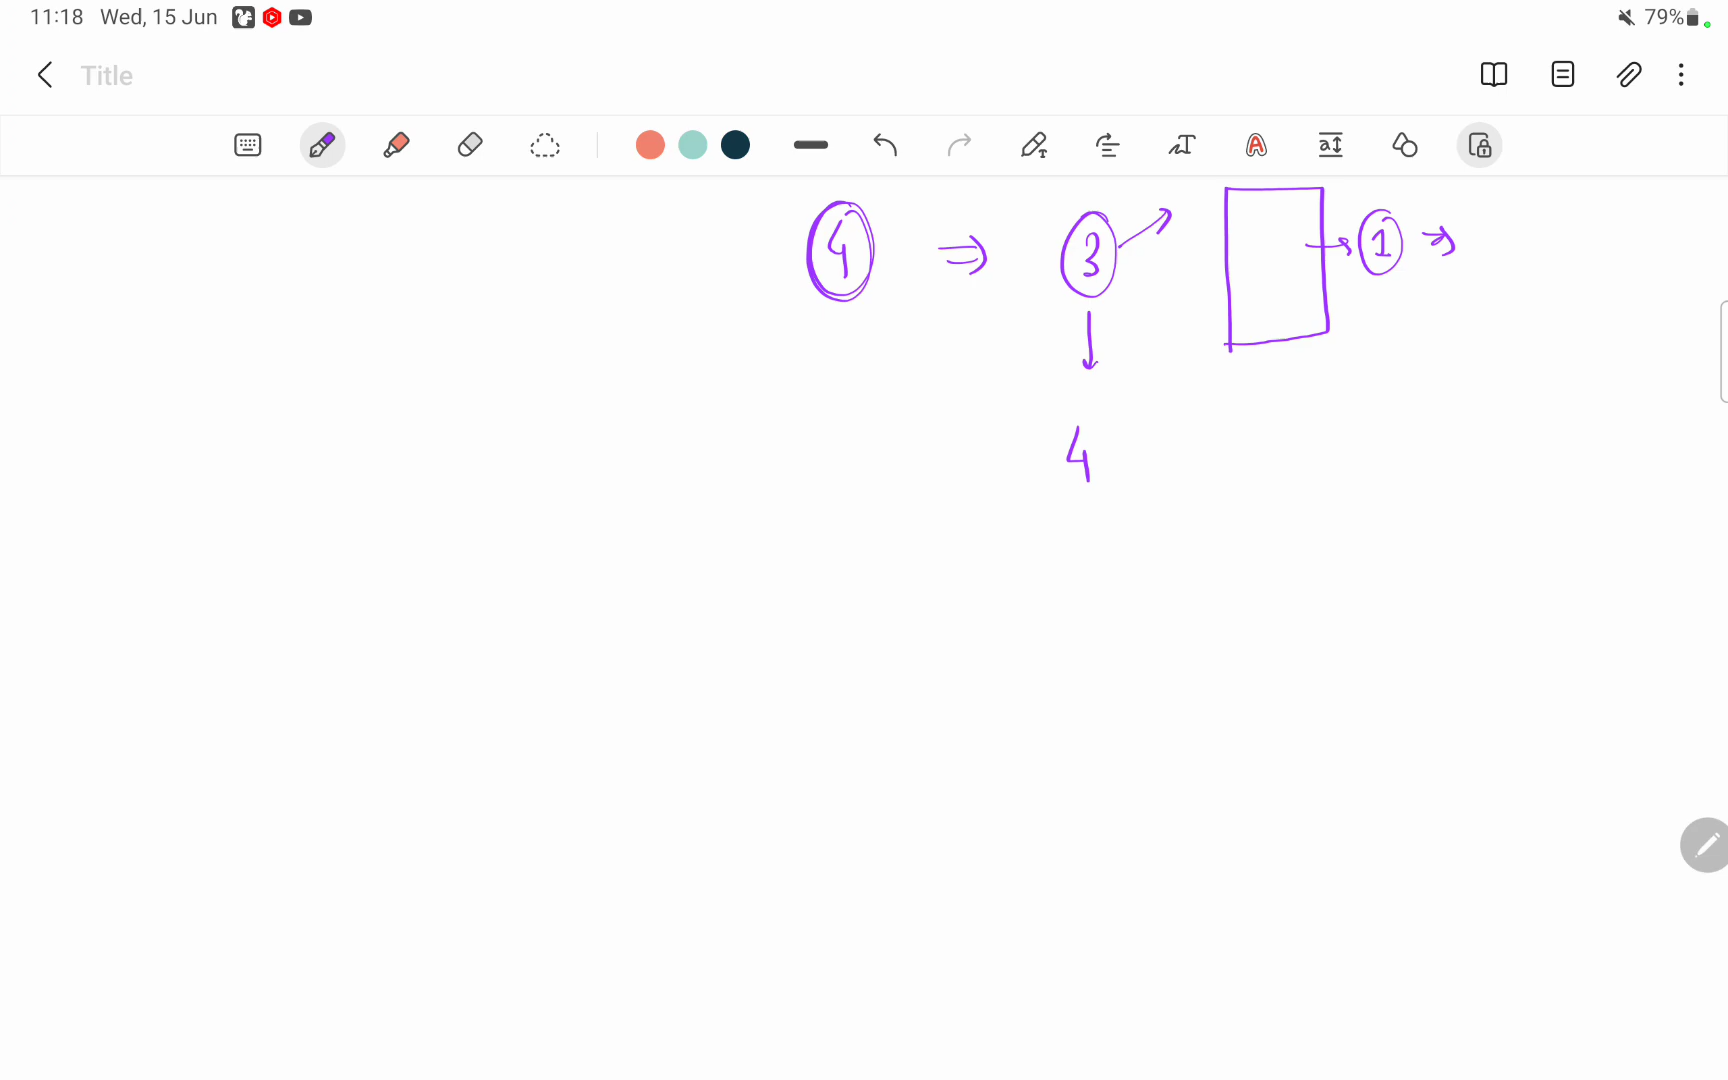 11:18 Wed, 15 Jun 79%
Title
4 ⇒ 3 → → 1 →
↓
4